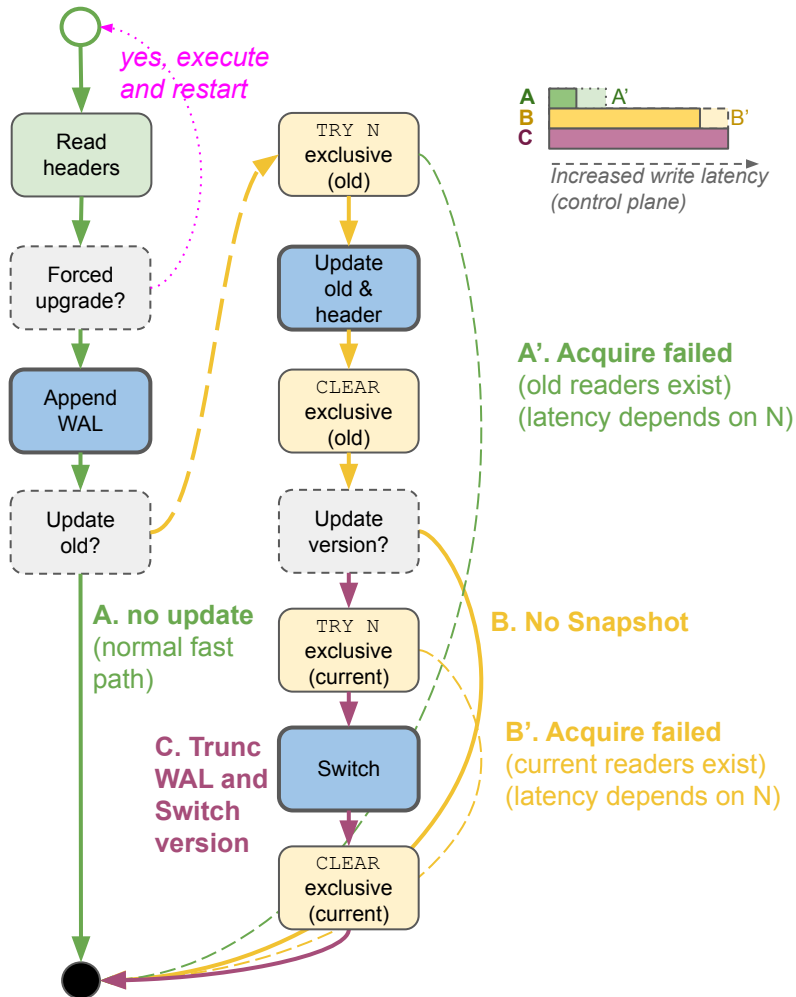 yes, execute
and restart
Read
headers
Forced
upgrade?
Append
WAL
Update
old?
A. no update
(normal fast
path)
TRY N
exclusive
(old)
Update
old &
header
CLEAR
exclusive
(old)
Update
version?
TRY N
exclusive
(current)
C. Trunc
WAL and
Switch
version
Switch
CLEAR
exclusive
(current)
A
A'
B
B'
C
Increased write latency
(control plane)
A'. Acquire failed
(old readers exist)
(latency depends on N)
B. No Snapshot
B'. Acquire failed
(current readers exist)
(latency depends on N)